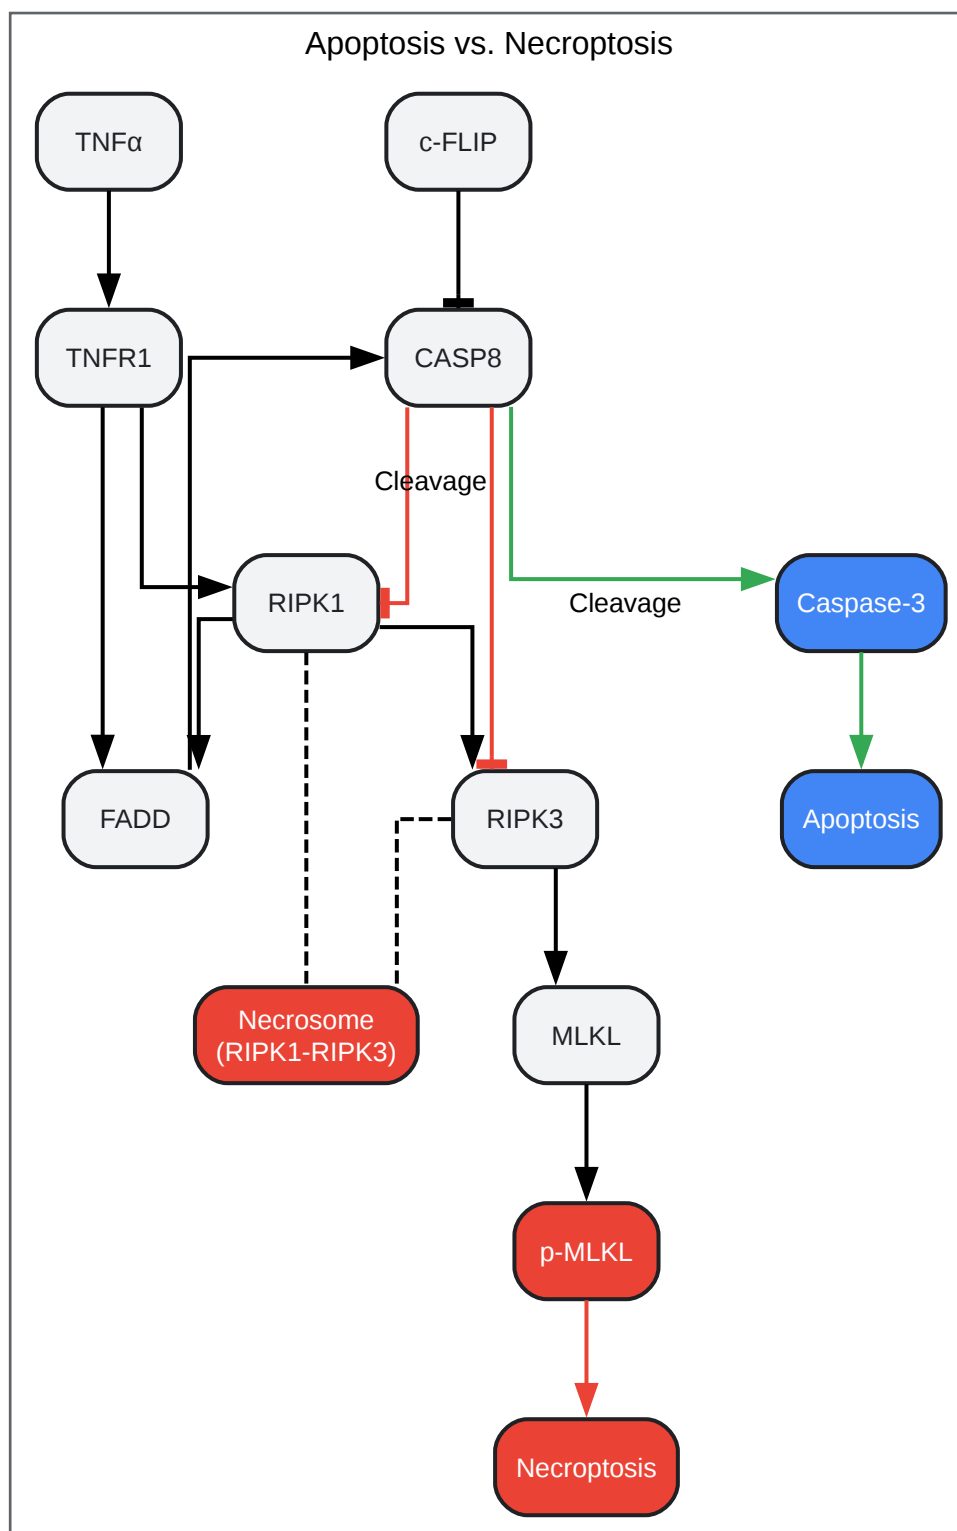 Apoptosis vs. Necroptosis
TNFα
c-FLIP
TNFR1
CASP8
Cleavage
RIPK1
Cleavage
Caspase-3
FADD
RIPK3
Apoptosis
Necrosome
(RIPK1-RIPK3)
MLKL
p-MLKL
Necroptosis